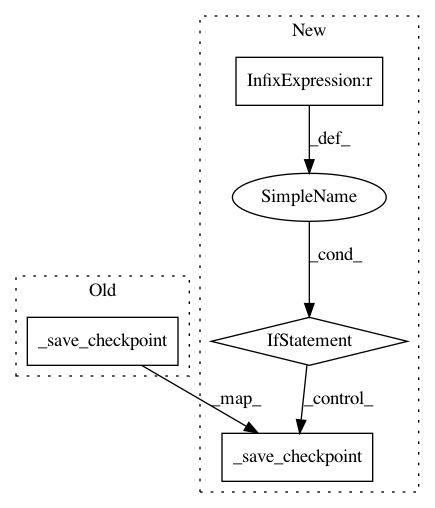 New
InfixExpression:r
_def_
SimpleName
_cond_
Old
_save_checkpoint
IfStatement
_map_
_control_
_save_checkpoint